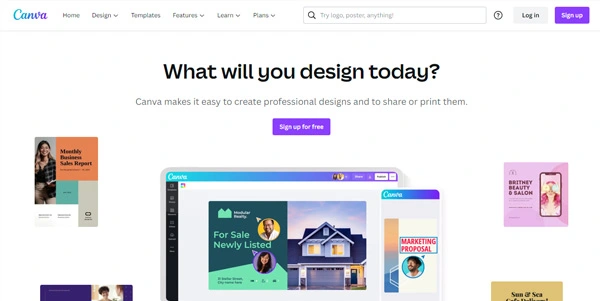 Canva Home Design Templates Features Learn Plans Try logo, poster, anything! Log in Sign up
What will you design today?
Canva makes it easy to create professional designs and to share or print them.
Sign up for free
Monthly
Business
Sales Report
Canva
Modular
Realty
For Sale
Newly Listed
MARKETING
PROPOSAL
BRITNEY
BEAUTY
& SALON
Sun & Sea